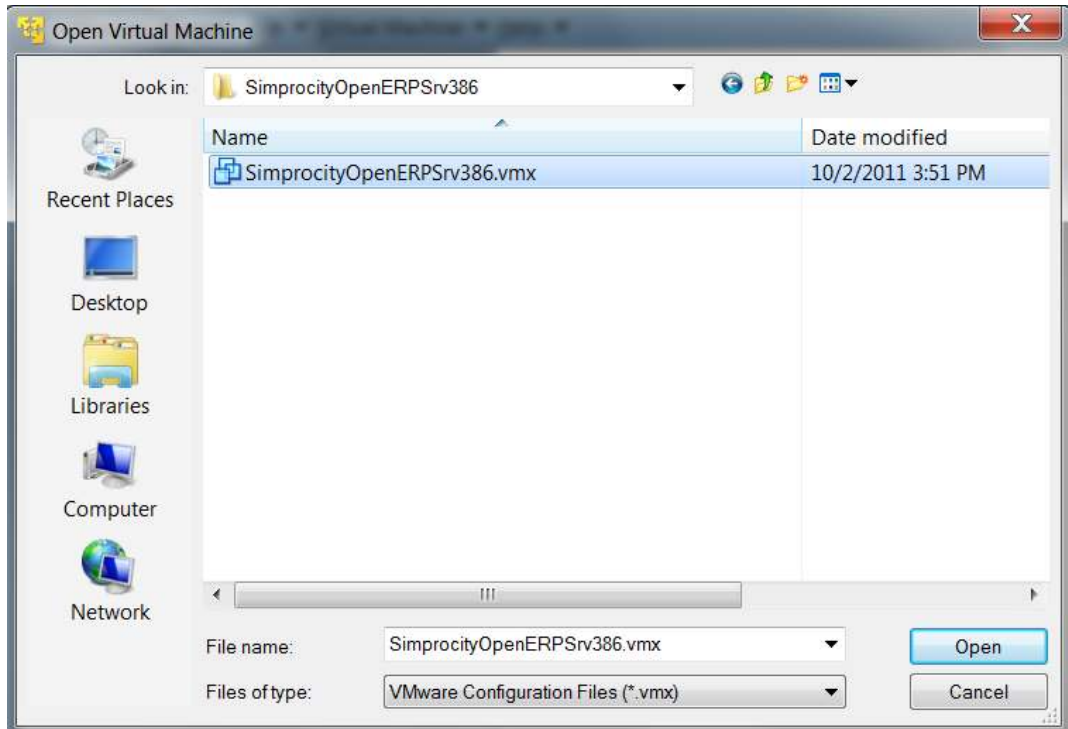 Open Virtual Machine
Look in: SimprocityOpenERPSrv386
Name Date modified
SimprocityOpenERPSrv386.vmx 10/2/2011 3:51 PM
Recent Places
Desktop
Libraries
Computer
Network
File name: SimprocityOpenERPSrv386.vmx Open
Files of type: VMware Configuration Files (*.vmx) Cancel